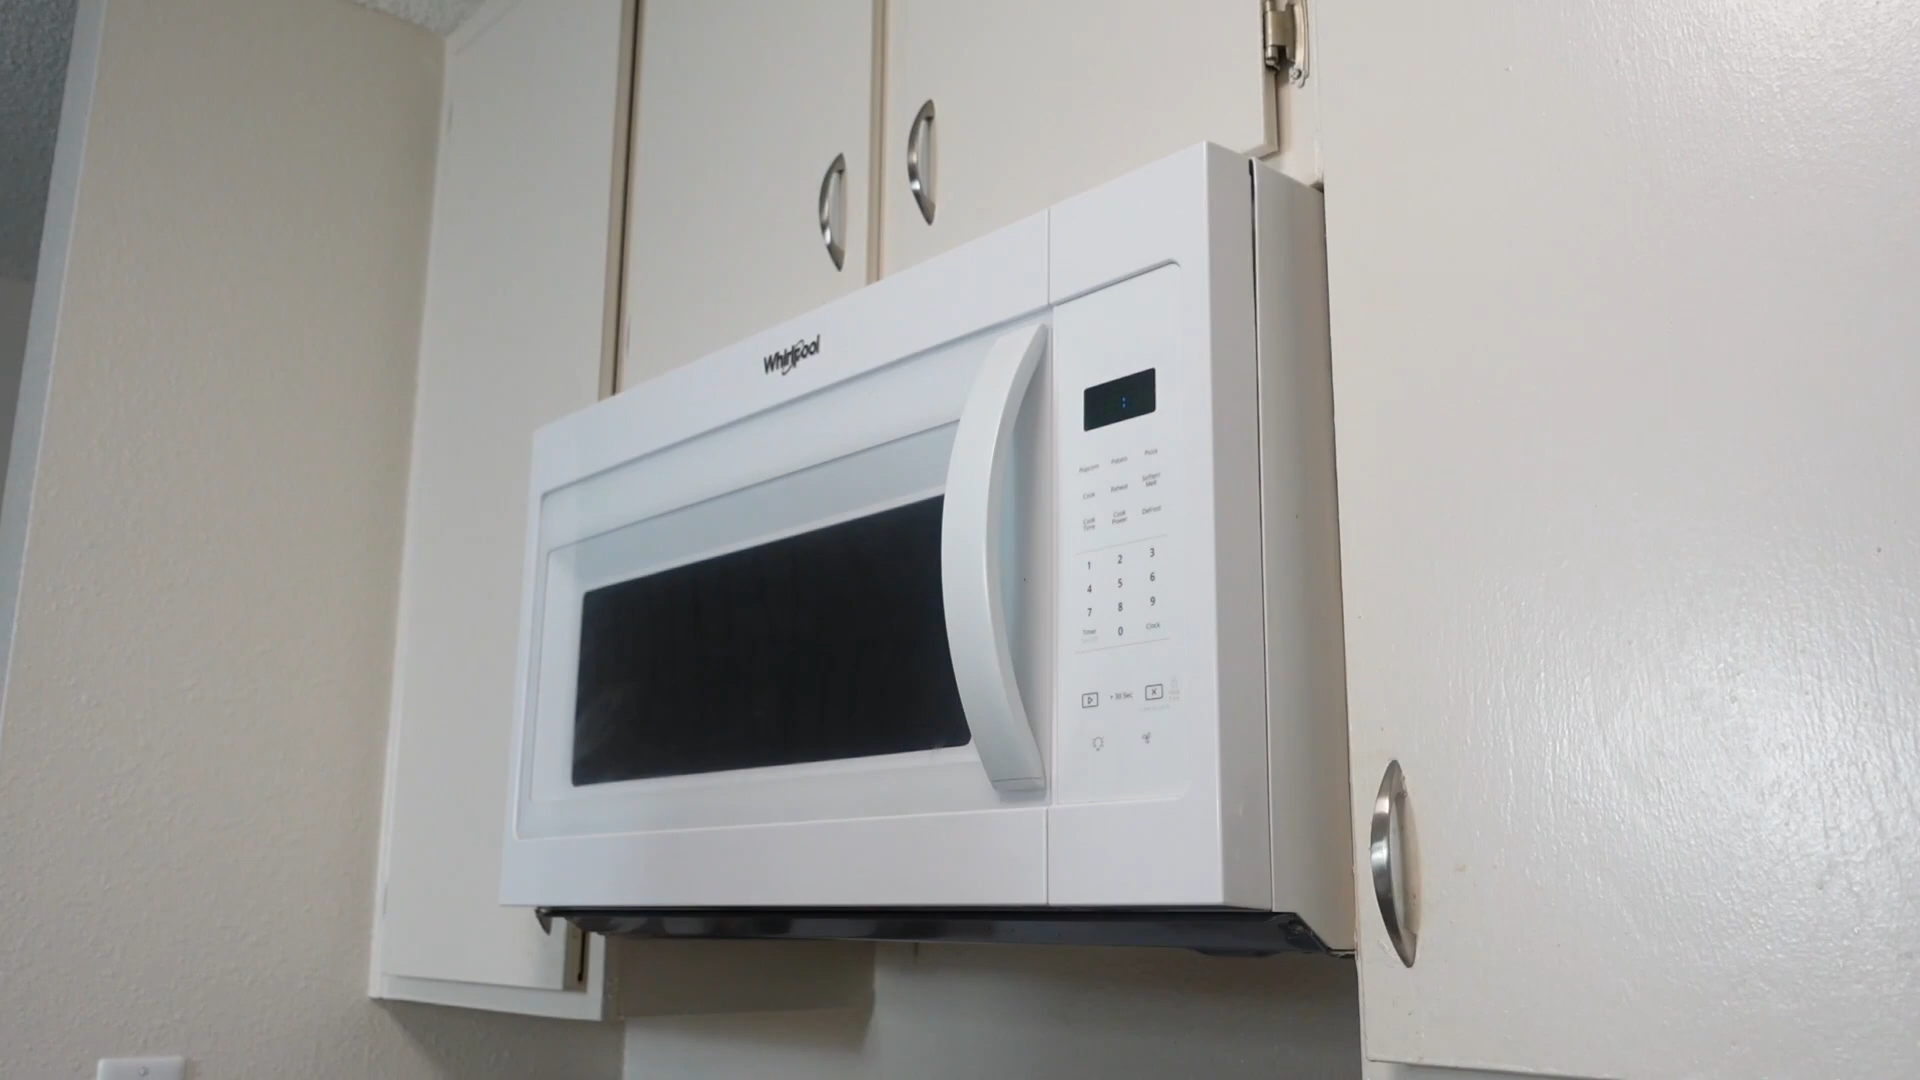 Whirlpool
:
Popcorn Potato Pizza
Cook Reheat Soften/
Melt
Cook
Time Cook
Power Defrost
1 2 3
4 5 6
7 8 9
Timer 0 Clock
+ 30 Sec